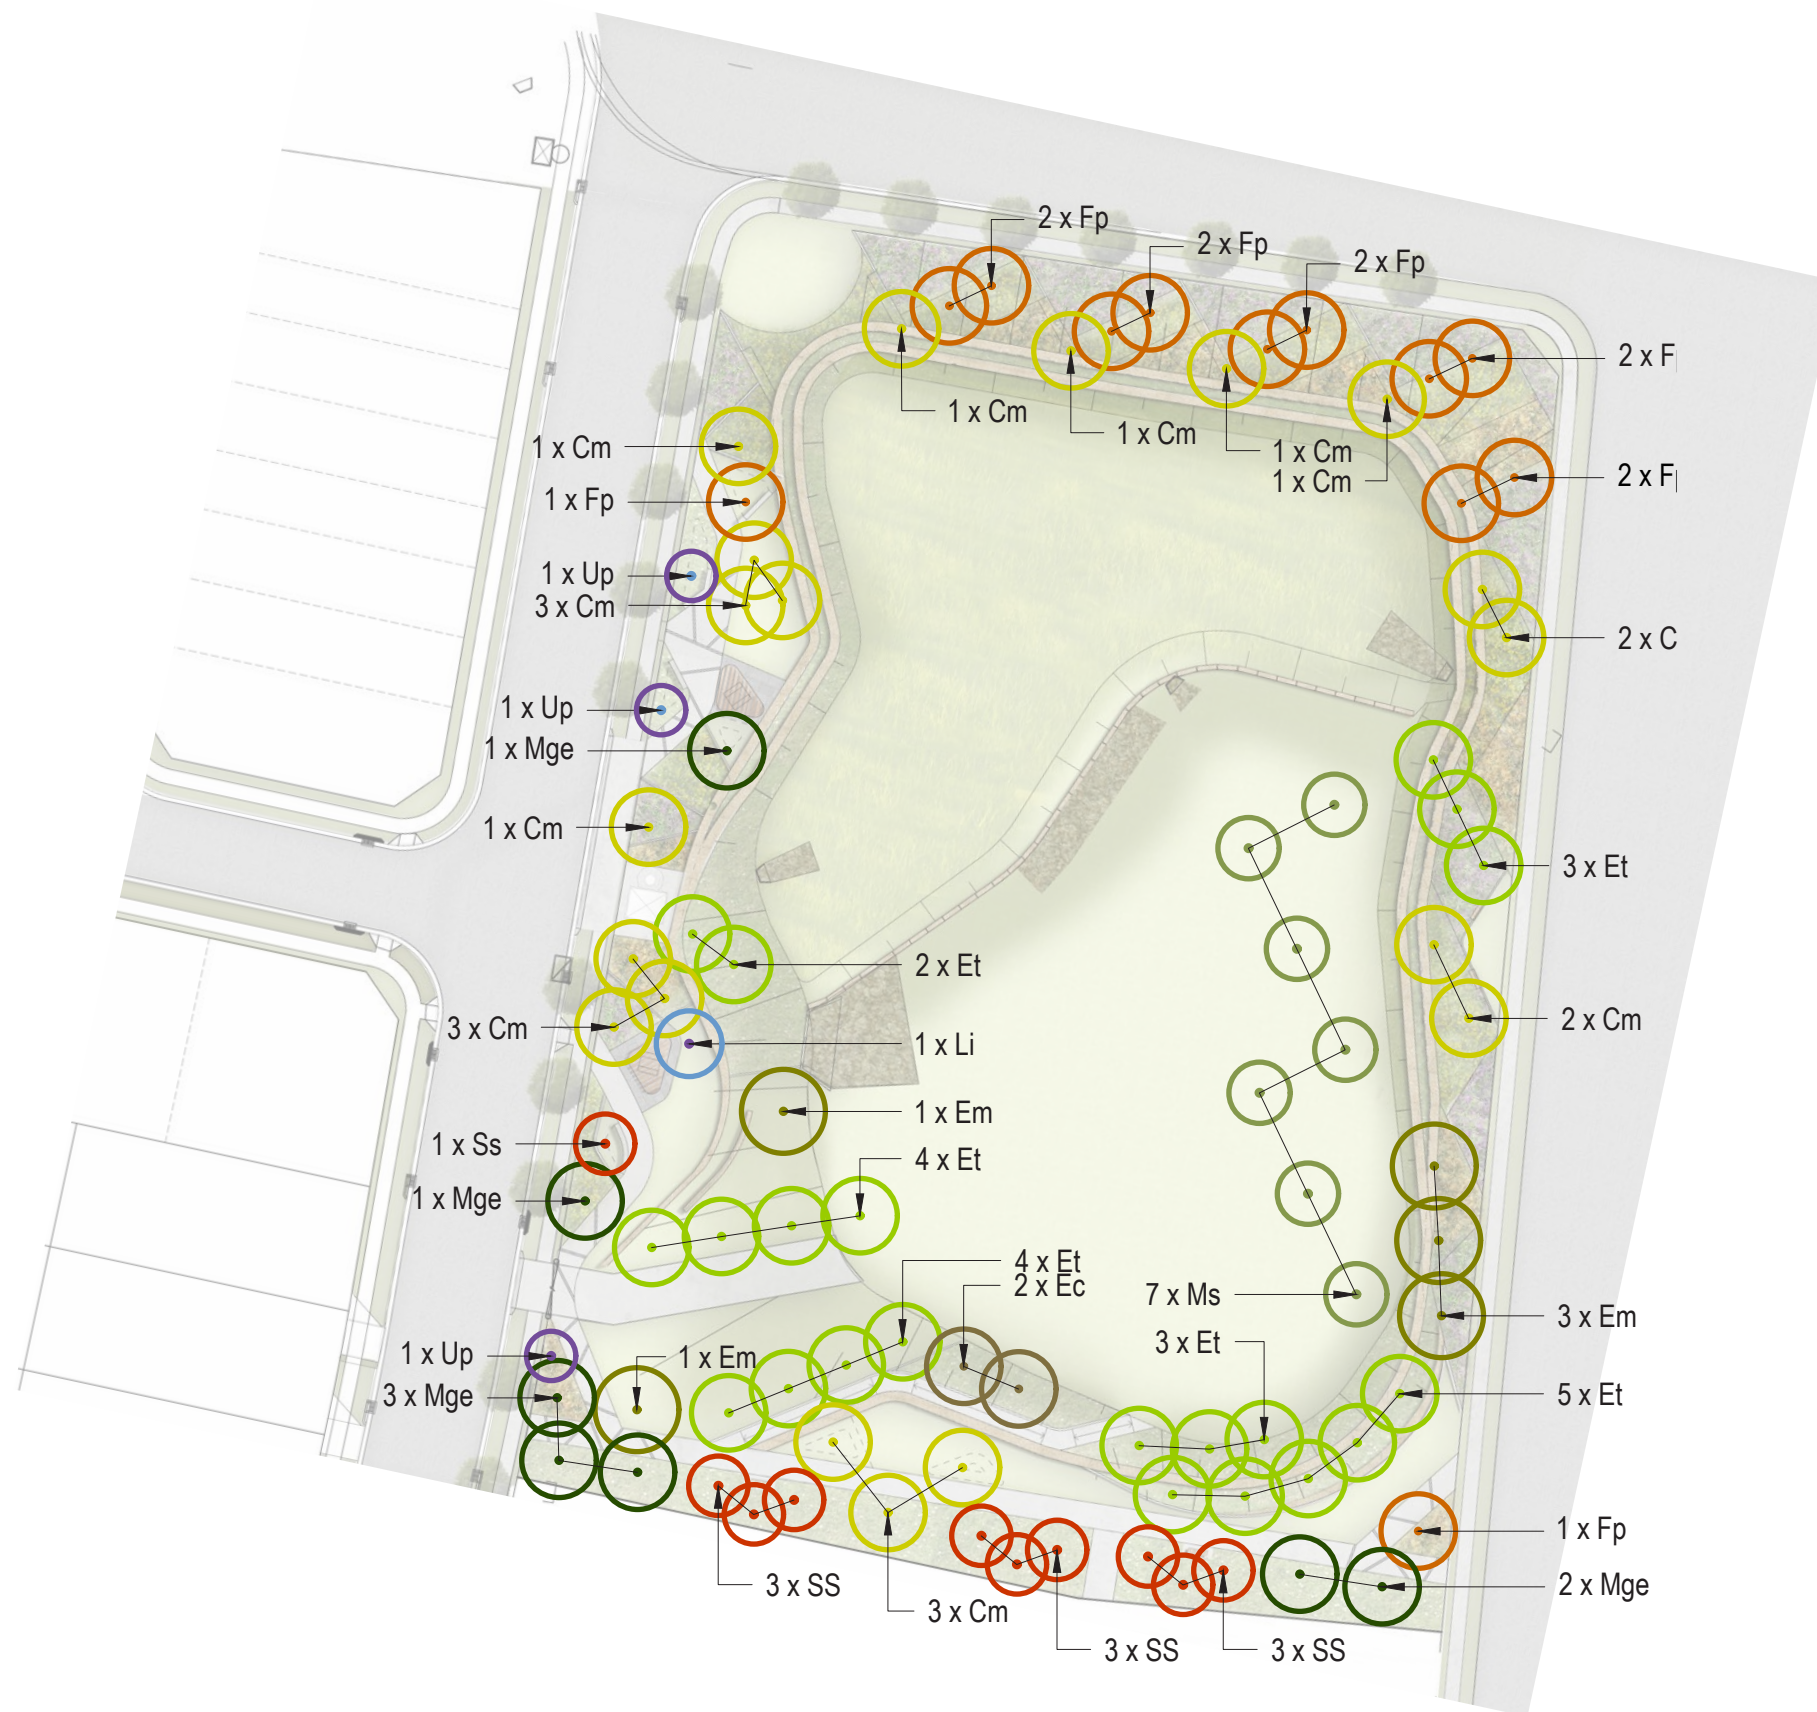 2 x Fp
2 x Fp
2 x Fp
2 x F
1 x Cm
1 x Cm
1 x Cm
1 x Cm
1 x Cm
2 x F
1 x Fp
1 x Up
3 x Cm
2 x C
1 x Up
1 x Mge
1 x Cm
3 x Et
2 x Et
2 x Cm
3 x Cm
1 x Li
1 x Em
1 x Ss
4 x Et
1 x Mge
4 x Et
2 x Ec
7 x Ms
3 x Em
3 x Et
1 x Up
1 x Em
3 x Mge
5 x Et
1 x Fp
3 x SS
2 x Mge
3 x Cm
3 x SS
3 x SS